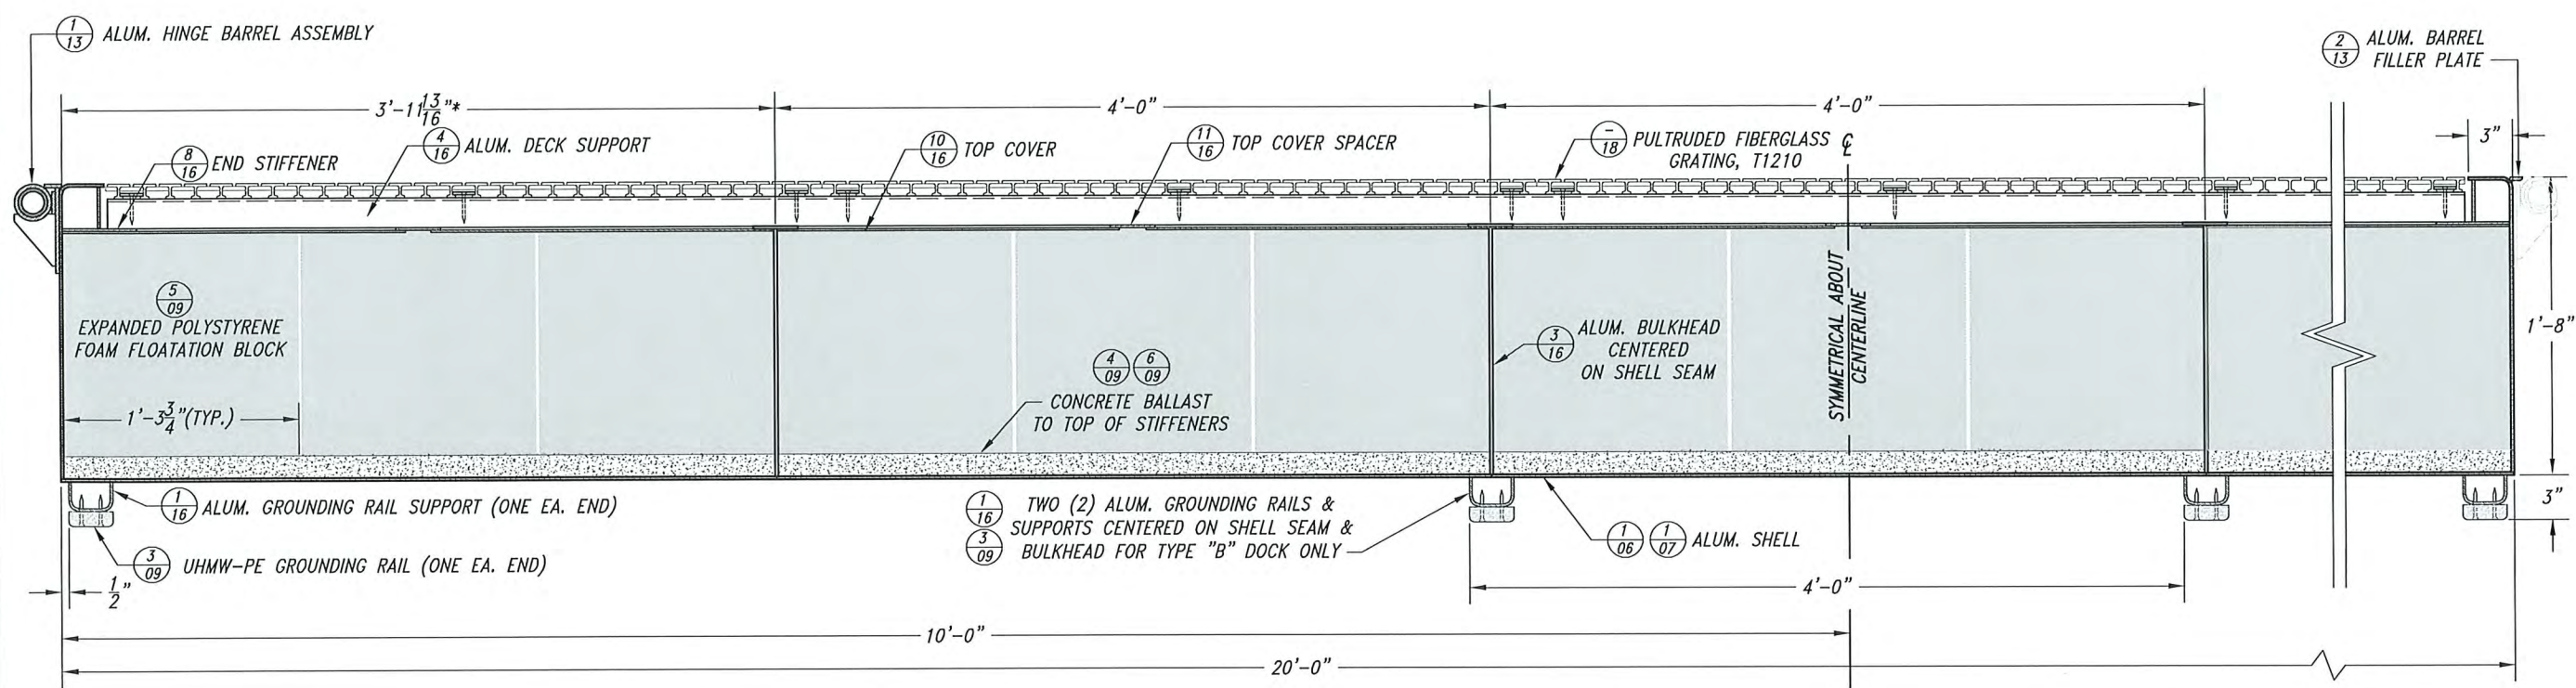 1
13
ALUM. HINGE BARREL ASSEMBLY
2
13
ALUM. BARREL
FILLER PLATE
3'-11 13/16"*
4'-0"
4'-0"
3"
8
16
END STIFFENER
4
16
ALUM. DECK SUPPORT
10
16
TOP COVER
11
16
TOP COVER SPACER
–
18
PULTRUDED FIBERGLASS
GRATING, T1210
℄
5
09
EXPANDED POLYSTYRENE
FOAM FLOATATION BLOCK
1'-3 3/4"(TYP.)
4
09
6
09
CONCRETE BALLAST
TO TOP OF STIFFENERS
3
16
ALUM. BULKHEAD
CENTERED
ON SHELL SEAM
SYMMETRICAL ABOUT
CENTERLINE
1'-8"
3"
1
16
ALUM. GROUNDING RAIL SUPPORT (ONE EA. END)
3
09
UHMW-PE GROUNDING RAIL (ONE EA. END)
1/2"
1
16
3
09
TWO (2) ALUM. GROUNDING RAILS &
SUPPORTS CENTERED ON SHELL SEAM &
BULKHEAD FOR TYPE "B" DOCK ONLY
1
06
1
07
ALUM. SHELL
4'-0"
10'-0"
20'-0"